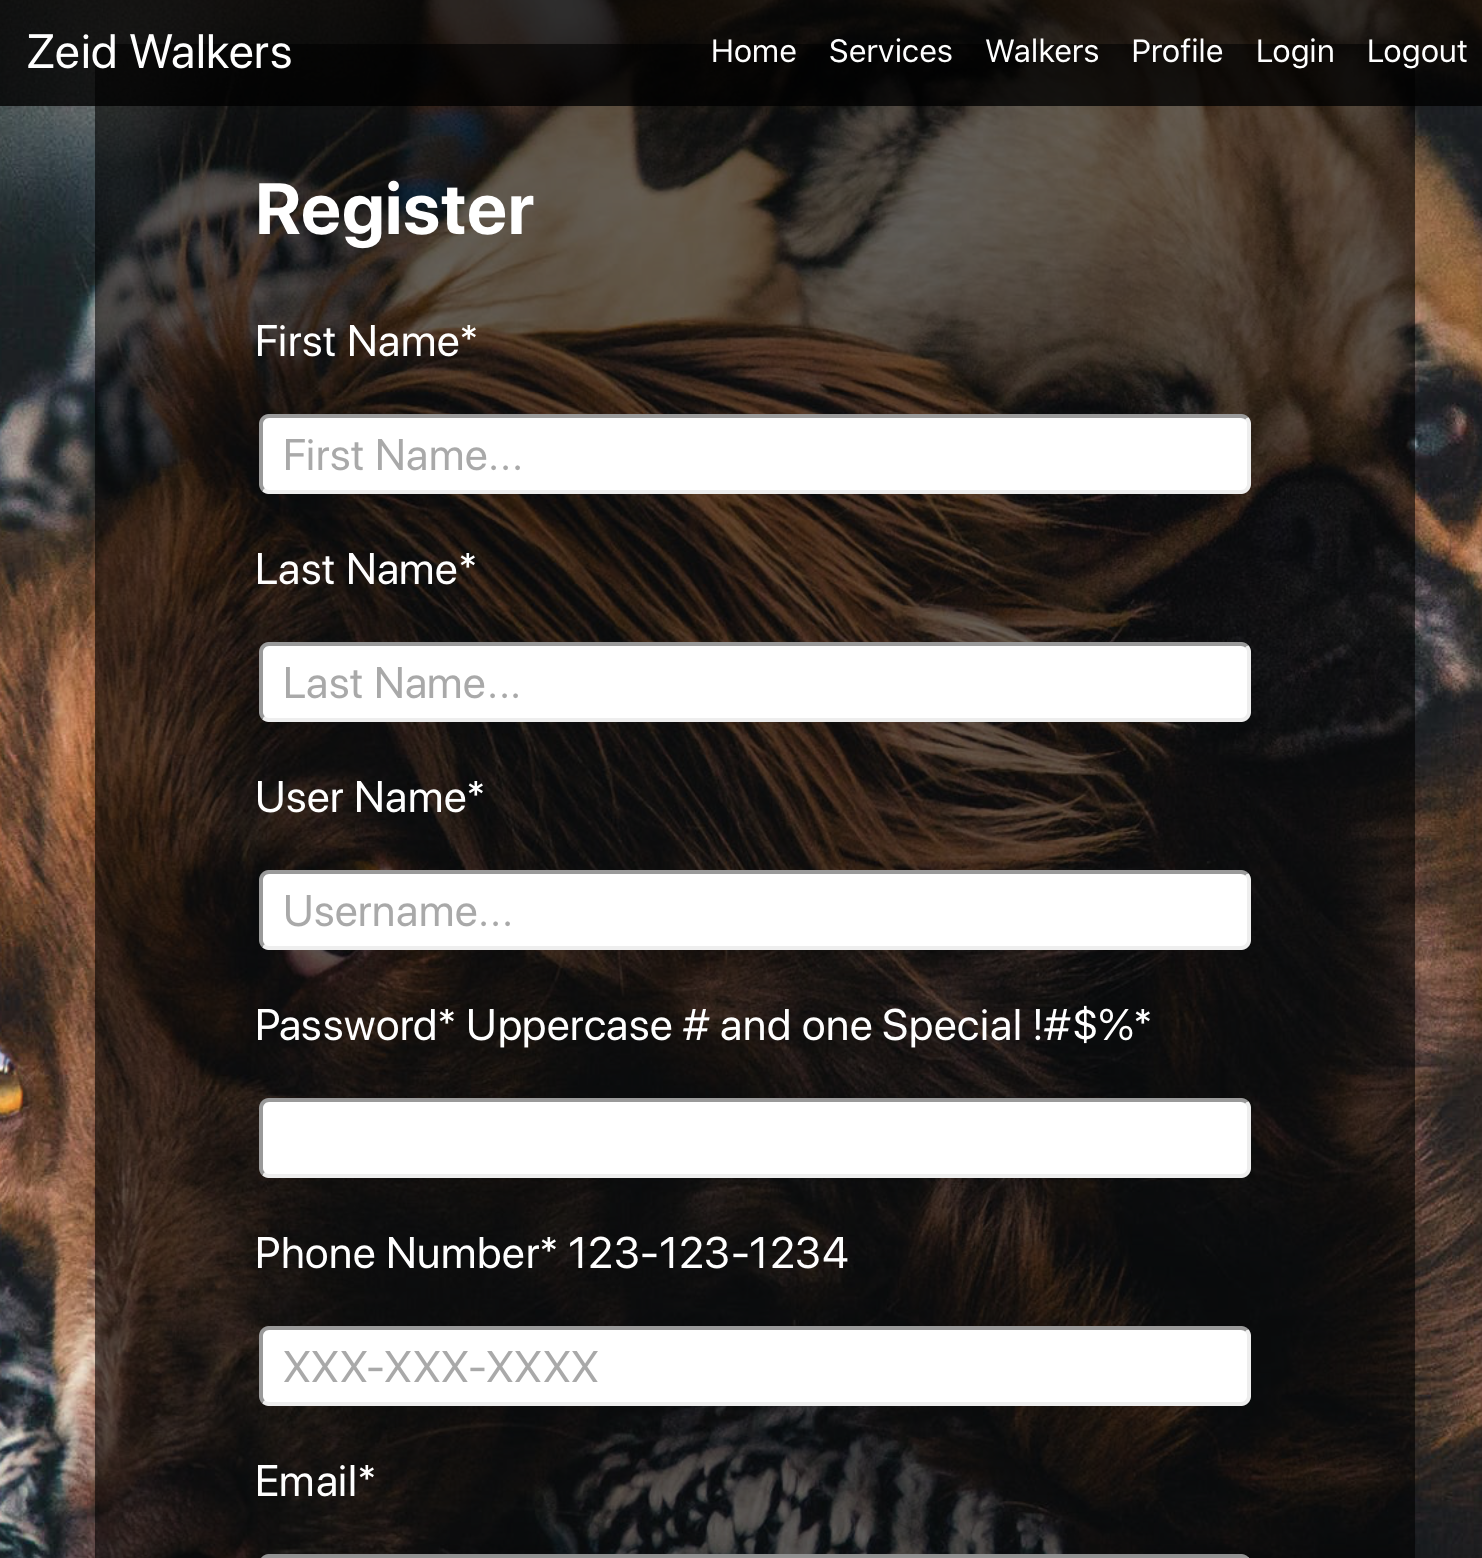 Zeid Walkers
Home Services Walkers Profile Login Logout
Register
First Name*
First Name...
Last Name*
Last Name...
User Name*
Username...
Password* Uppercase # and one Special !#$%*
Phone Number* 123-123-1234
XXX-XXX-XXXX
Email*